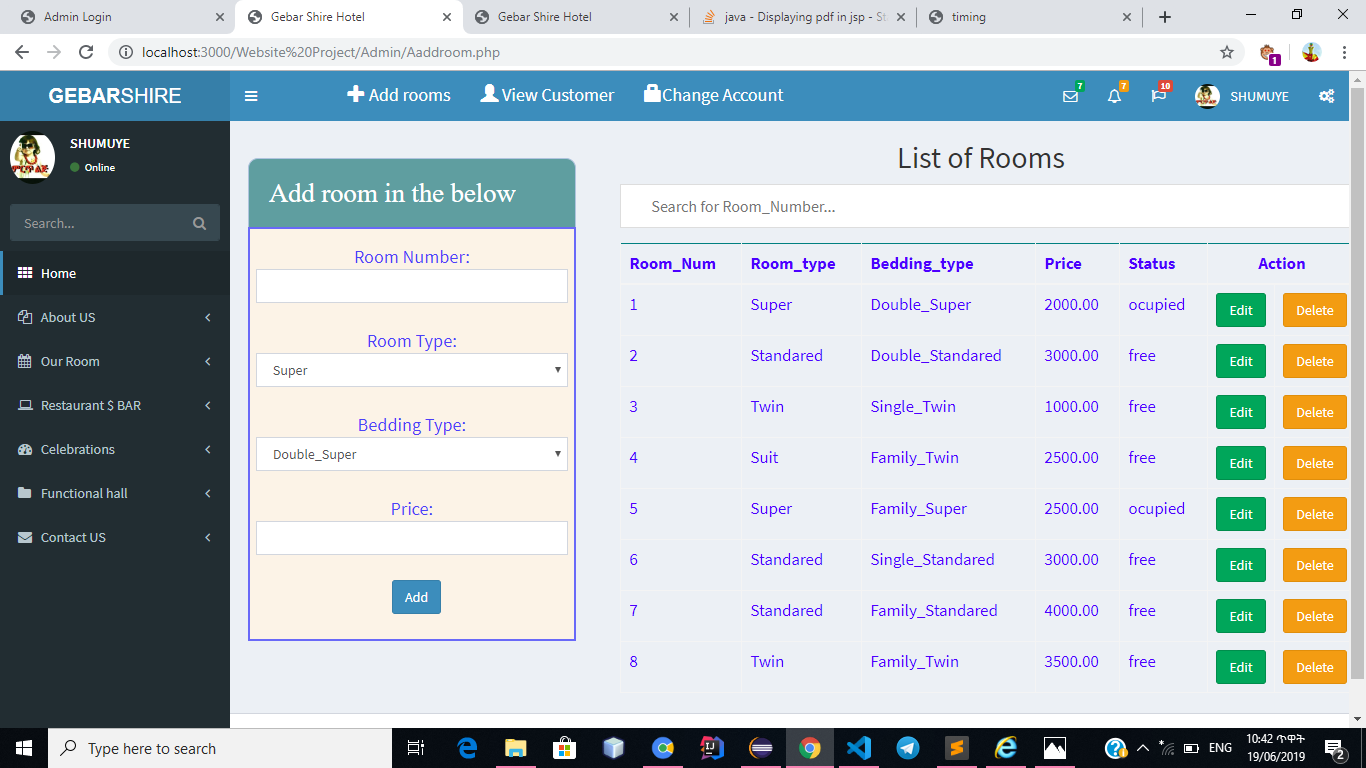 Admin Login
Gebar Shire Hotel
Gebar Shire Hotel
java - Displaying pdf in jsp - St
timing
localhost:3000/Website%20Project/Admin/Aaddroom.php
1
GEBARSHIRE
Add rooms
View Customer
Change Account
7
7
10
SHUMUYE
SHUMUYE
Online
Search...
Home
About US
Our Room
Restaurant $ BAR
Celebrations
Functional hall
Contact US
Add room in the below
Room Number:
Room Type:
Super
Bedding Type:
Double_Super
Price:
Add
List of Rooms
Search for Room_Number...
Room_Num Room_type Bedding_type Price Status Action
1 Super Double_Super 2000.00 ocupied Edit Delete
2 Standared Double_Standared 3000.00 free Edit Delete
3 Twin Single_Twin 1000.00 free Edit Delete
4 Suit Family_Twin 2500.00 free Edit Delete
5 Super Family_Super 2500.00 ocupied Edit Delete
6 Standared Single_Standared 3000.00 free Edit Delete
7 Standared Family_Standared 4000.00 free Edit Delete
8 Twin Family_Twin 3500.00 free Edit Delete
Type here to search
ENG
10:42 ጥዋት
19/06/2019
2